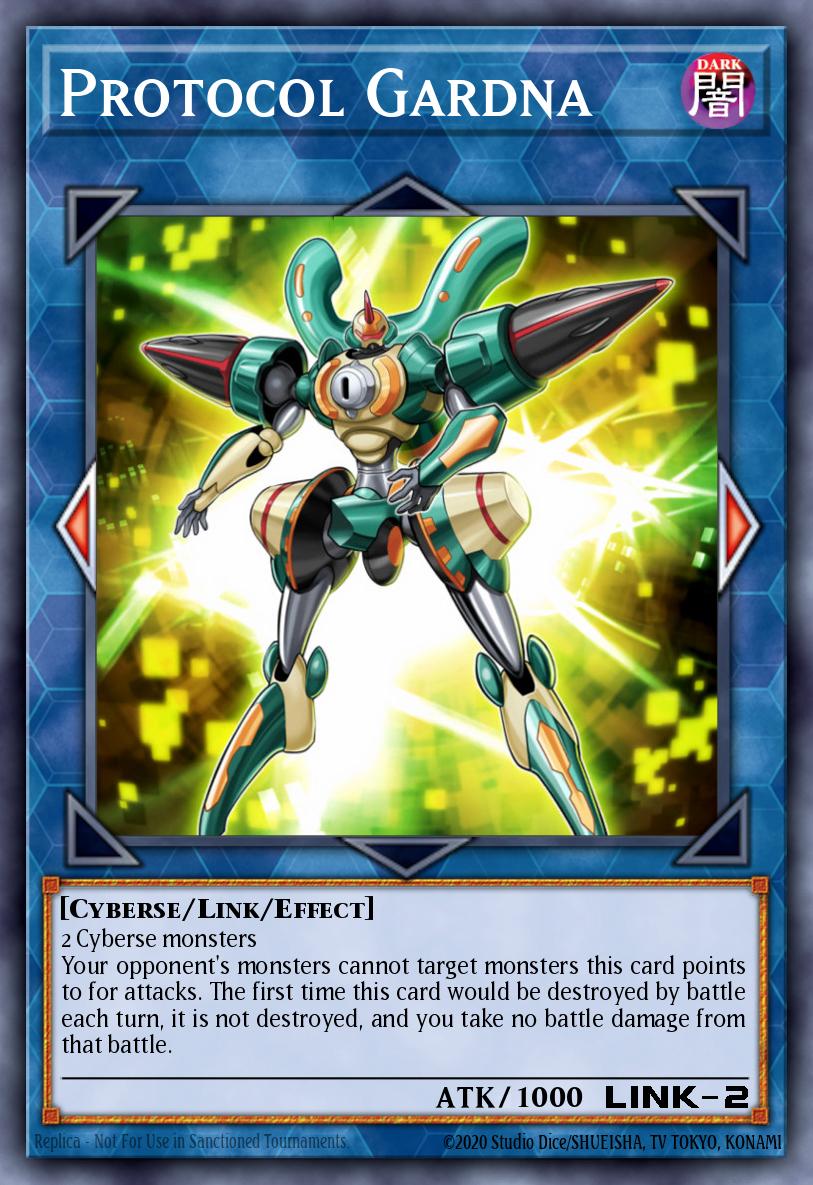 Protocol Gardna
DARK
闇
[Cyberse/Link/Effect]
2 Cyberse monsters
Your opponent's monsters cannot target monsters this card points
to for attacks. The first time this card would be destroyed by battle
each turn, it is not destroyed, and you take no battle damage from
that battle.
ATK/1000 LINK-2
Replica - Not For Use in Sanctioned Tournaments.
©2020 Studio Dice/SHUEISHA, TV TOKYO, KONAMI